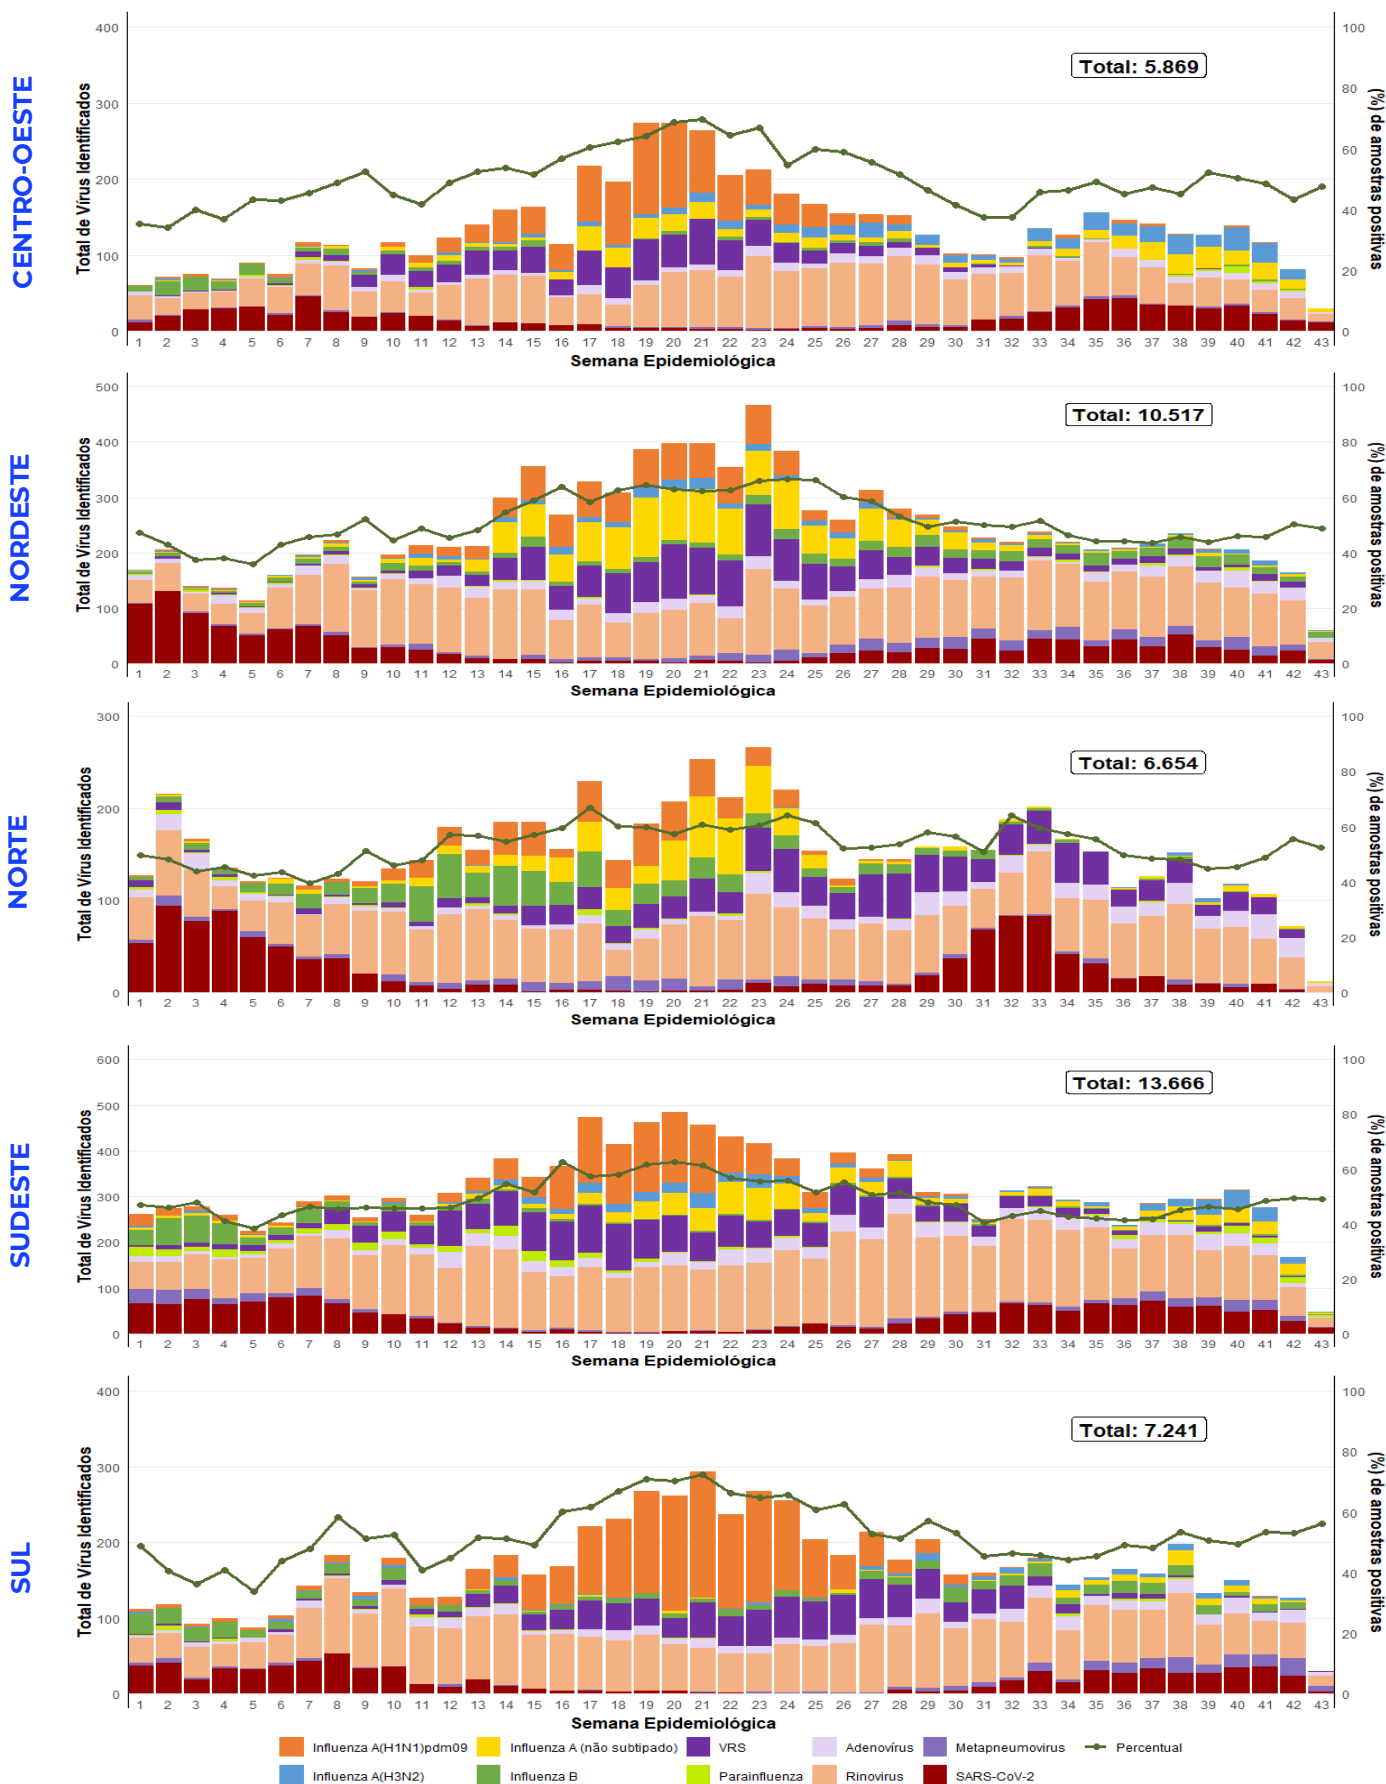 CENTRO-OESTE
Total de Vírus Identificados
400
300
200
100
0
Total: 5.869
100
80
60
40
20
0
(%) de amostras positivas
1 2 3 4 5 6 7 8 9 10 11 12 13 14 15 16 17 18 19 20 21 22 23 24 25 26 27 28 29 30 31 32 33 34 35 36 37 38 39 40 41 42 43
Semana Epidemiológica
NORDESTE
Total de Vírus Identificados
500
400
300
200
100
0
Total: 10.517
100
80
60
40
20
0
(%) de amostras positivas
1 2 3 4 5 6 7 8 9 10 11 12 13 14 15 16 17 18 19 20 21 22 23 24 25 26 27 28 29 30 31 32 33 34 35 36 37 38 39 40 41 42 43
Semana Epidemiológica
NORTE
Total de Vírus Identificados
300
200
100
0
Total: 6.654
100
80
60
40
20
0
(%) de amostras positivas
1 2 3 4 5 6 7 8 9 10 11 12 13 14 15 16 17 18 19 20 21 22 23 24 25 26 27 28 29 30 31 32 33 34 35 36 37 38 39 40 41 42 43
Semana Epidemiológica
SUDESTE
Total de Vírus Identificados
600
500
400
300
200
100
0
Total: 13.666
100
80
60
40
20
0
(%) de amostras positivas
1 2 3 4 5 6 7 8 9 10 11 12 13 14 15 16 17 18 19 20 21 22 23 24 25 26 27 28 29 30 31 32 33 34 35 36 37 38 39 40 41 42 43
Semana Epidemiológica
SUL
Total de Vírus Identificados
400
300
200
100
0
Total: 7.241
100
80
60
40
20
0
(%) de amostras positivas
1 2 3 4 5 6 7 8 9 10 11 12 13 14 15 16 17 18 19 20 21 22 23 24 25 26 27 28 29 30 31 32 33 34 35 36 37 38 39 40 41 42 43
Semana Epidemiológica
Influenza A(H1N1)pdm09 Influenza A (não subtipado) VRS Adenovírus Metapneumovirus Percentual
Influenza A(H3N2) Influenza B Parainfluenza Rinovirus SARS-CoV-2